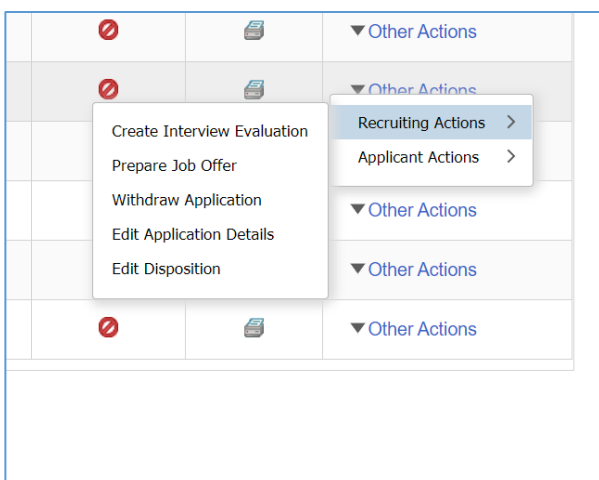 Other Actions
Other Actions
Recruiting Actions
Applicant Actions
Create Interview Evaluation
Prepare Job Offer
Withdraw Application
Edit Application Details
Edit Disposition
Other Actions
Other Actions
Other Actions